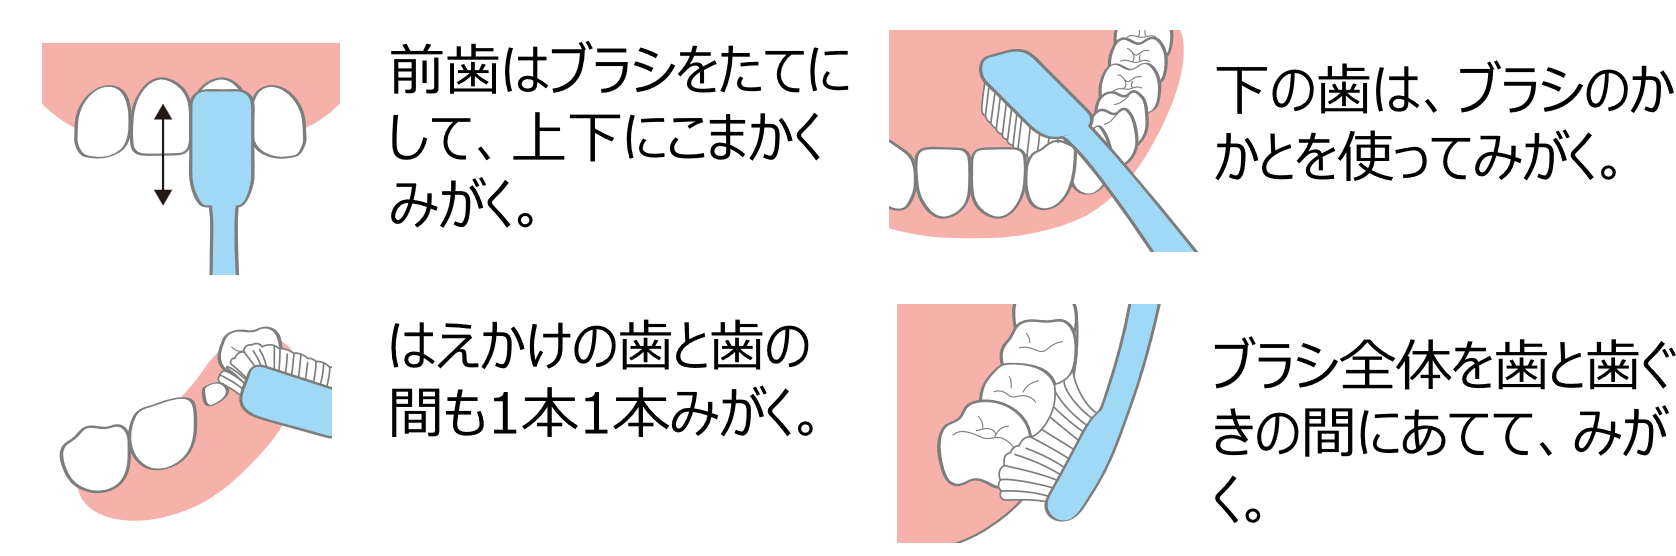 前歯はブラシをたてに
して、上下にこまかく
みがく。
下の歯は、ブラシのか
かとを使ってみがく。
はえかけの歯と歯の
間も1本1本みがく。
ブラシ全体を歯と歯ぐ
きの間にあてて、みが
く。